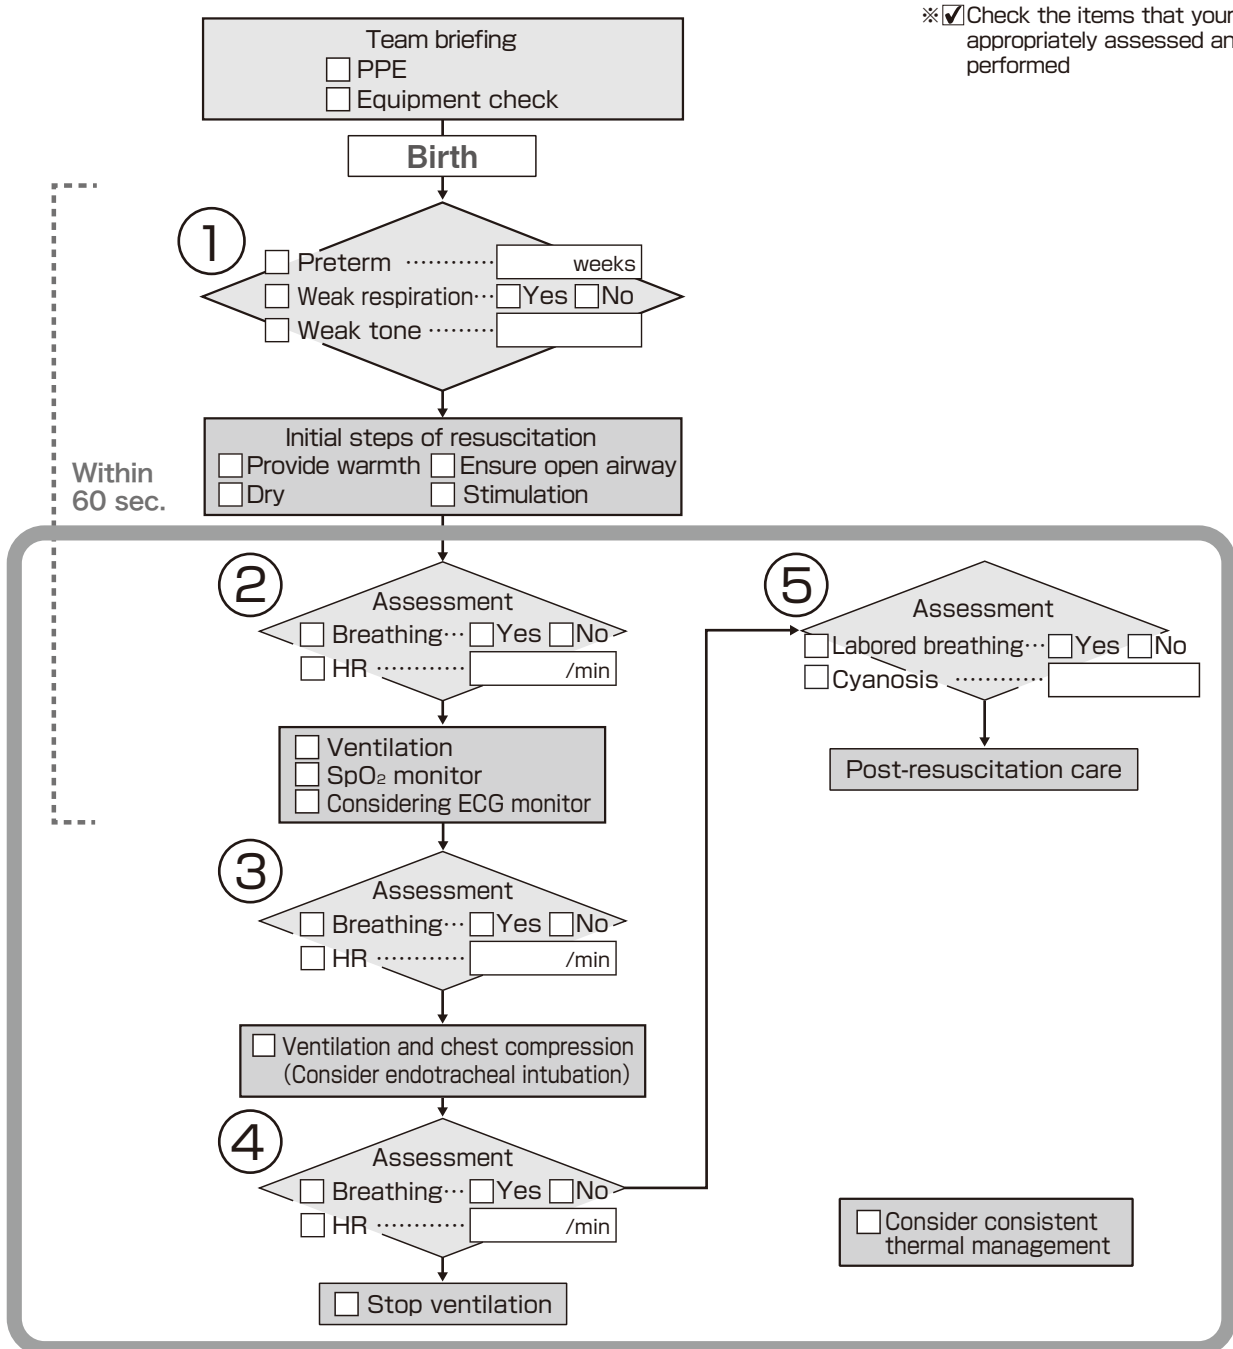 ※☑Check the items that your
appropriately assessed an
performed
Team briefing
□ PPE
□ Equipment check
Birth
①
□ Preterm ………… weeks
□ Weak respiration… □Yes □No
□ Weak tone ………
Initial steps of resuscitation
□Provide warmth □Ensure open airway
□Dry □ Stimulation
Within
60 sec.
②
Assessment
□ Breathing… □Yes □No
□ HR ………… /min
□ Ventilation
□ SpO₂ monitor
□ Considering ECG monitor
③
Assessment
□ Breathing… □Yes □No
□ HR ………… /min
□ Ventilation and chest compression
(Consider endotracheal intubation)
④
Assessment
□ Breathing… □Yes □No
□ HR ………… /min
□ Stop ventilation
⑤
Assessment
□Labored breathing… □Yes □No
□Cyanosis …………
Post-resuscitation care
□Consider consistent
thermal management